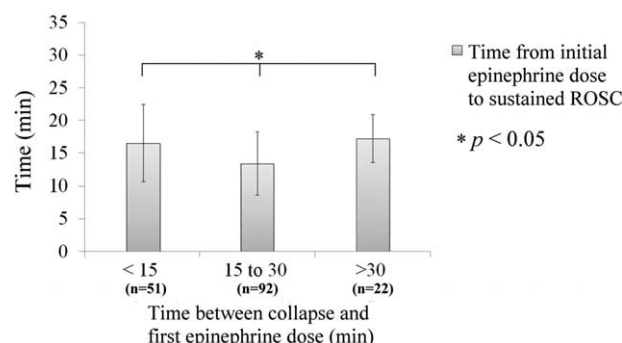 35
30
25
20
15
10
5
0
Time (min)
*
< 15
15 to 30
>30
(n=51)
(n=92)
(n=22)
Time between collapse and
first epinephrine dose (min)
Time from initial
epinephrine dose
to sustained ROSC
* p < 0.05